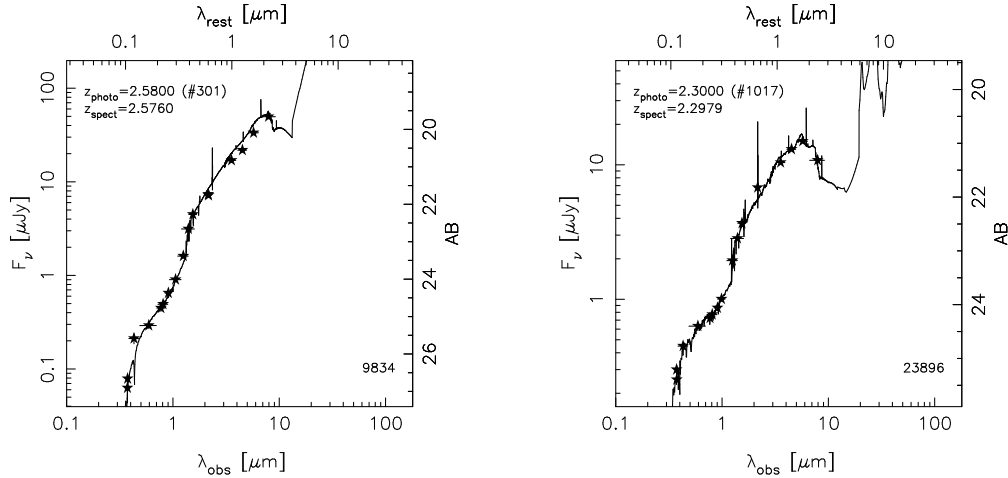 λrest [μm]
0.1 1 10
zphoto=2.5800 (#301)
zspect=2.5760
100
10
1
0.1
Fν [μJy]
20
22
24
26
AB
9834
0.1 1 10 100
λobs [μm]
λrest [μm]
0.1 1 10
zphoto=2.3000 (#1017)
zspect=2.2979
10
1
Fν [μJy]
20
22
24
AB
23896
0.1 1 10 100
λobs [μm]